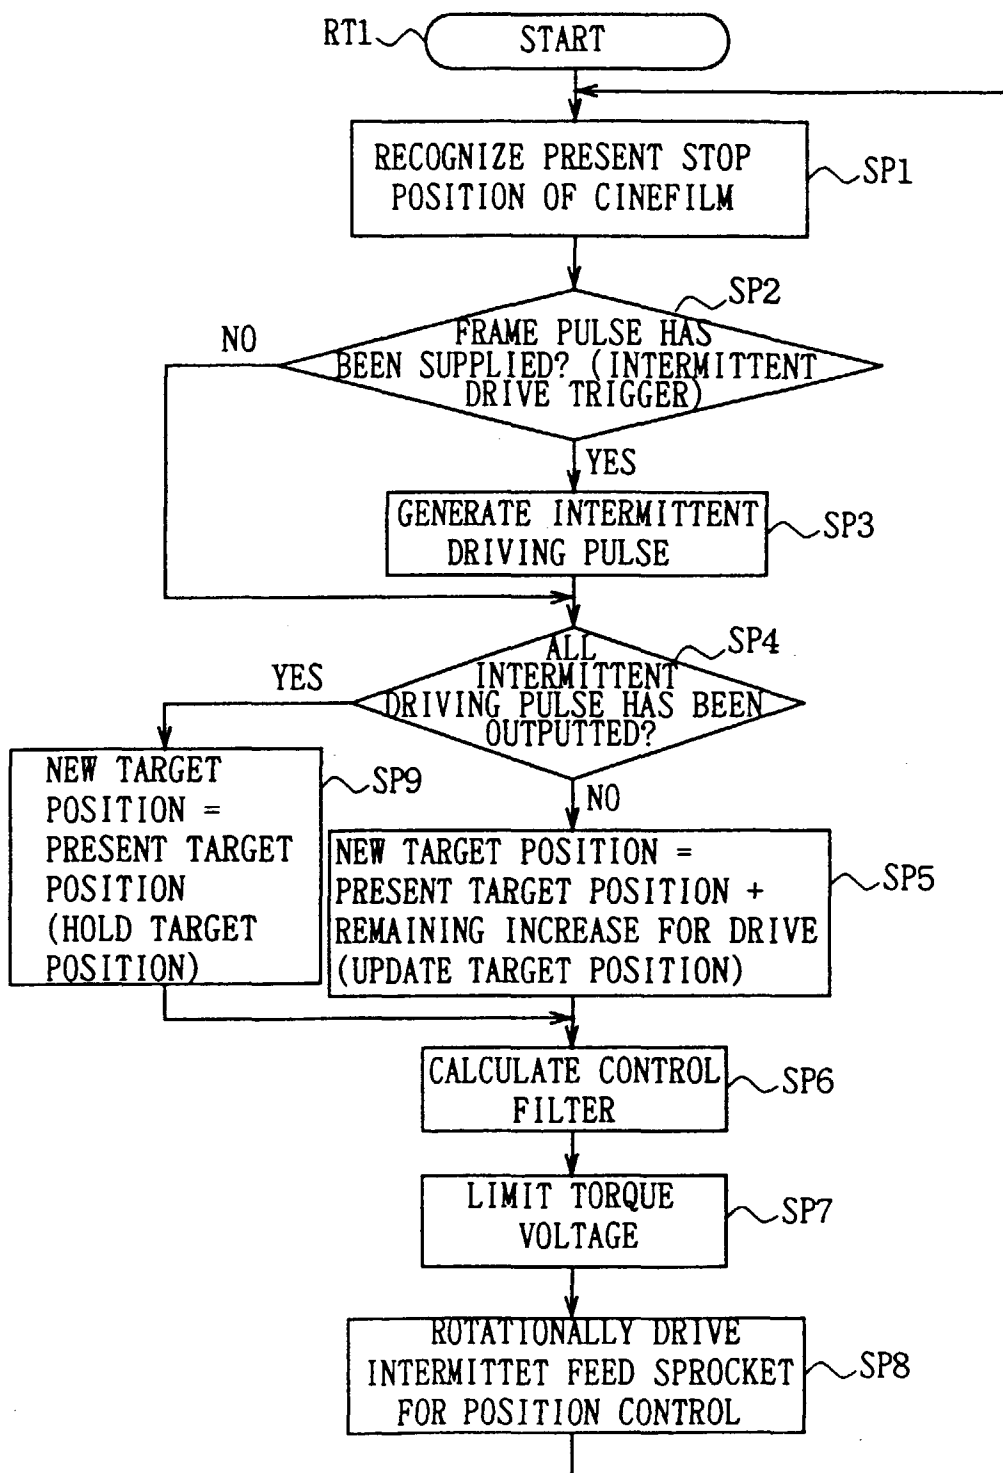 RT1
START
RECOGNIZE PRESENT STOP
POSITION OF CINEFILM
SP1
SP2
FRAME PULSE HAS
BEEN SUPPLIED? (INTERMITTENT
DRIVE TRIGGER)
NO
YES
GENERATE INTERMITTENT
DRIVING PULSE
SP3
SP4
ALL
INTERMITTENT
DRIVING PULSE HAS BEEN
OUTPUTTED?
YES
NO
NEW TARGET
POSITION =
PRESENT TARGET
POSITION
(HOLD TARGET
POSITION)
SP9
NEW TARGET POSITION =
PRESENT TARGET POSITION +
REMAINING INCREASE FOR DRIVE
(UPDATE TARGET POSITION)
SP5
CALCULATE CONTROL
FILTER
SP6
LIMIT TORQUE
VOLTAGE
SP7
ROTATIONALLY DRIVE
INTERMITTET FEED SPROCKET
FOR POSITION CONTROL
SP8